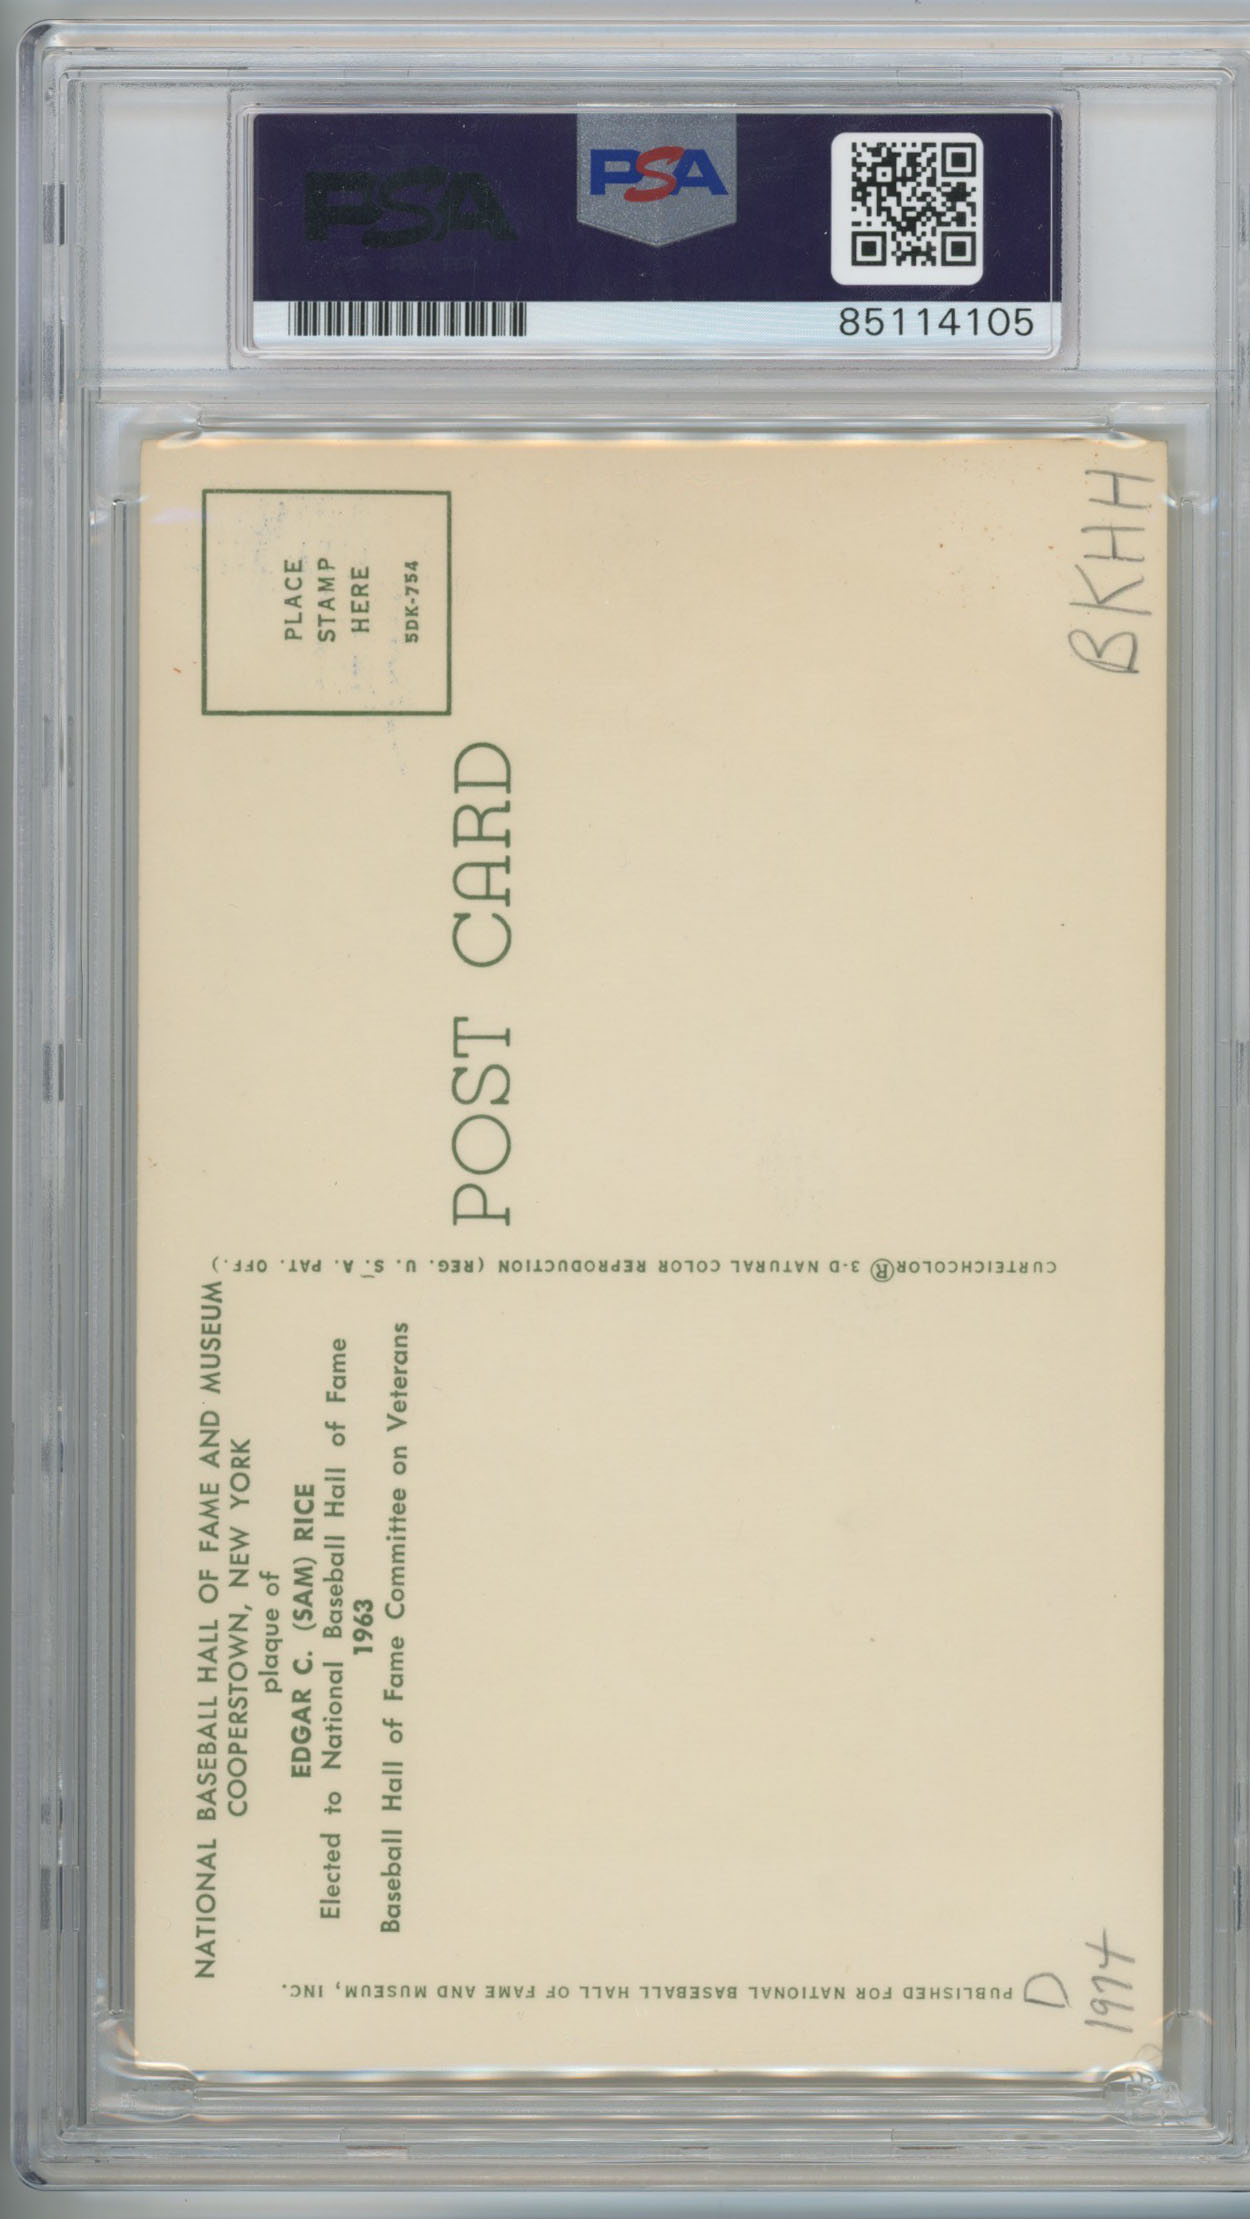 PSA
PSA
85114105
PLACE
STAMP
HERE
5DK-754
POST CARD
BKHH
CURTEICHCOLOR® 3-D NATURAL COLOR REPRODUCTION (REG. U. S. A. PAT. OFF.)
NATIONAL BASEBALL HALL OF FAME AND MUSEUM
COOPERSTOWN, NEW YORK
plaque of
EDGAR C. (SAM) RICE
Elected to National Baseball Hall of Fame
1963
Baseball Hall of Fame Committee on Veterans
PUBLISHED FOR NATIONAL BASEBALL HALL OF FAME AND MUSEUM, INC.
D
1974